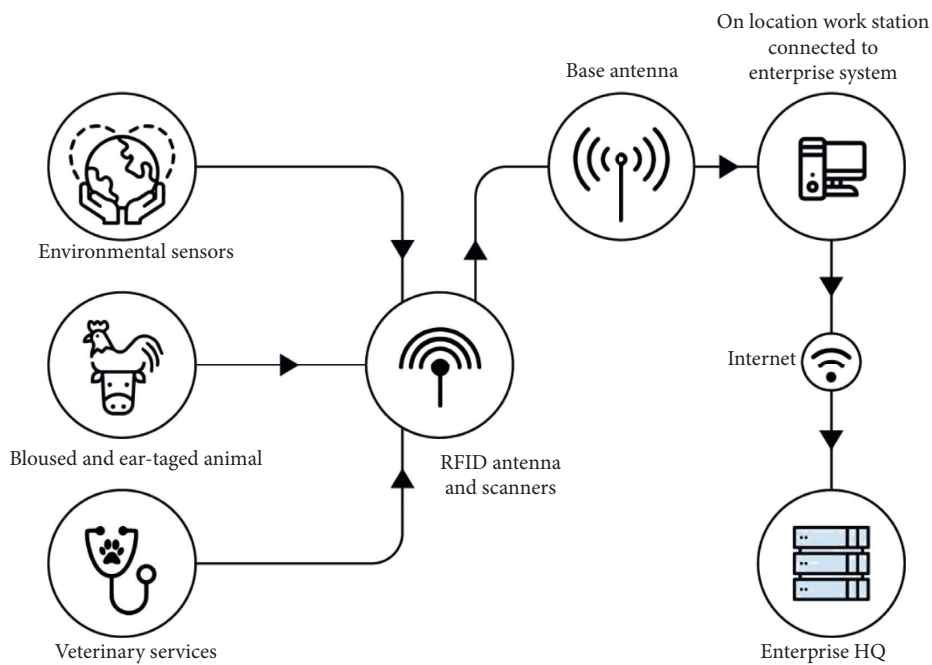 On location work station
connected to
enterprise system
Base antenna
Environmental sensors
Internet
Bloused and ear-taged animal
RFID antenna
and scanners
Veterinary services
Enterprise HQ